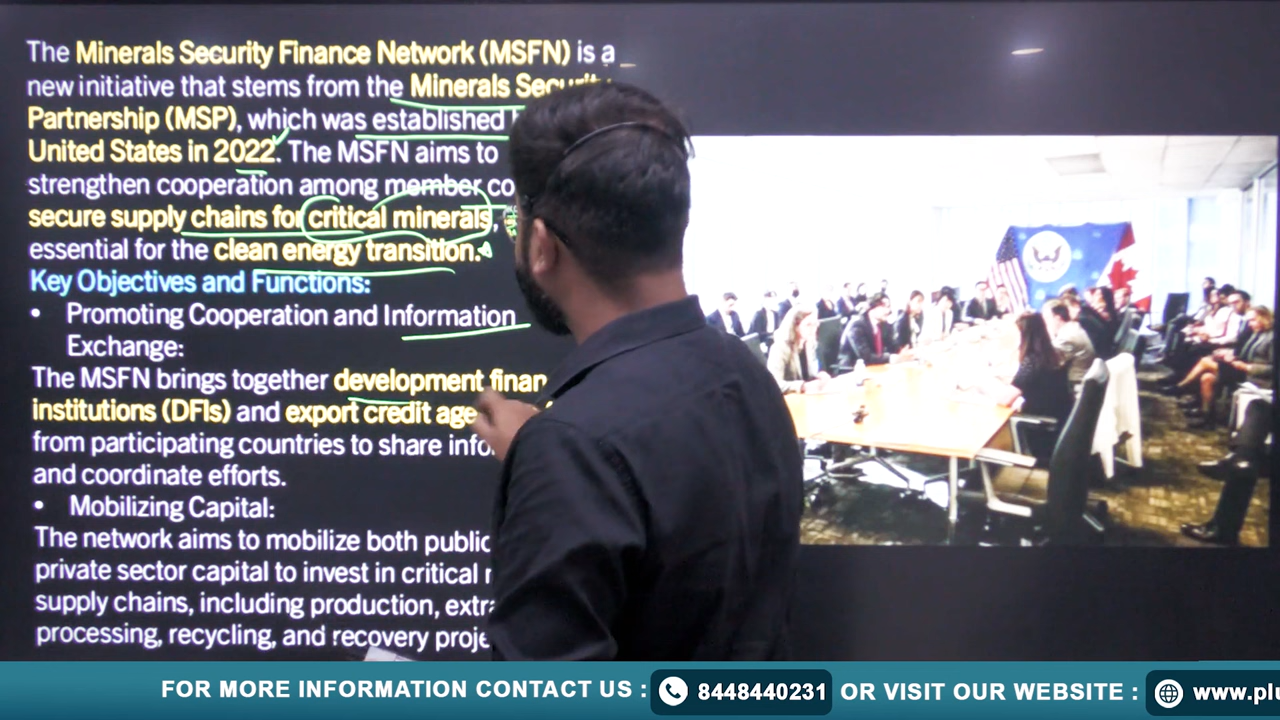 The Minerals Security Finance Network (MSFN) is a
new initiative that stems from the Minerals Security
Partnership (MSP), which was established
United States in 2022. The MSFN aims to
strengthen cooperation among member
secure supply chains for critical minerals,
essential for the clean energy transition.
Key Objectives and Functions:
• Promoting Cooperation and Information
Exchange:
The MSFN brings together development
institutions (DFIs) and export credit
from participating countries to share
and coordinate efforts.
• Mobilizing Capital:
The network aims to mobilize both public
private sector capital to invest in critical
supply chains, including production,
processing, recycling, and recovery
FOR MORE INFORMATION CONTACT US : 8448440231 OR VISIT OUR WEBSITE :